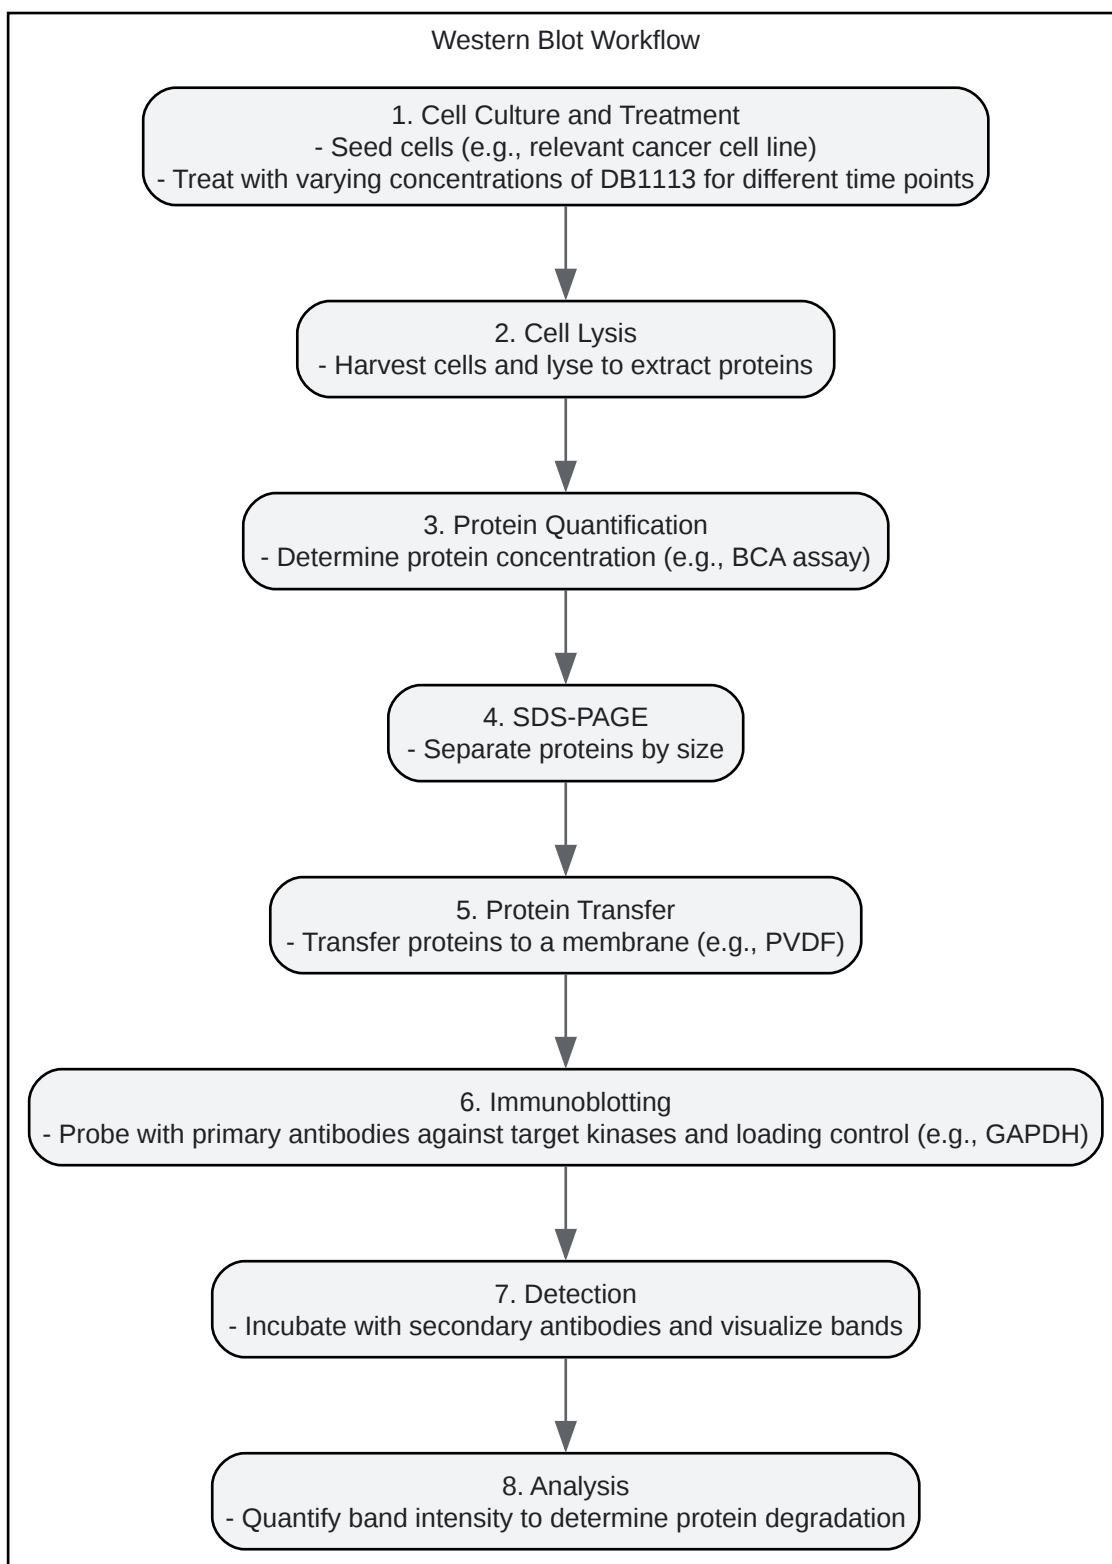 Western Blot Workflow
1. Cell Culture and Treatment
- Seed cells (e.g., relevant cancer cell line)
- Treat with varying concentrations of DB1113 for different time points
2. Cell Lysis
- Harvest cells and lyse to extract proteins
3. Protein Quantification
- Determine protein concentration (e.g., BCA assay)
4. SDS-PAGE
- Separate proteins by size
5. Protein Transfer
- Transfer proteins to a membrane (e.g., PVDF)
6. Immunoblotting
- Probe with primary antibodies against target kinases and loading control (e.g., GAPDH)
7. Detection
- Incubate with secondary antibodies and visualize bands
8. Analysis
- Quantify band intensity to determine protein degradation